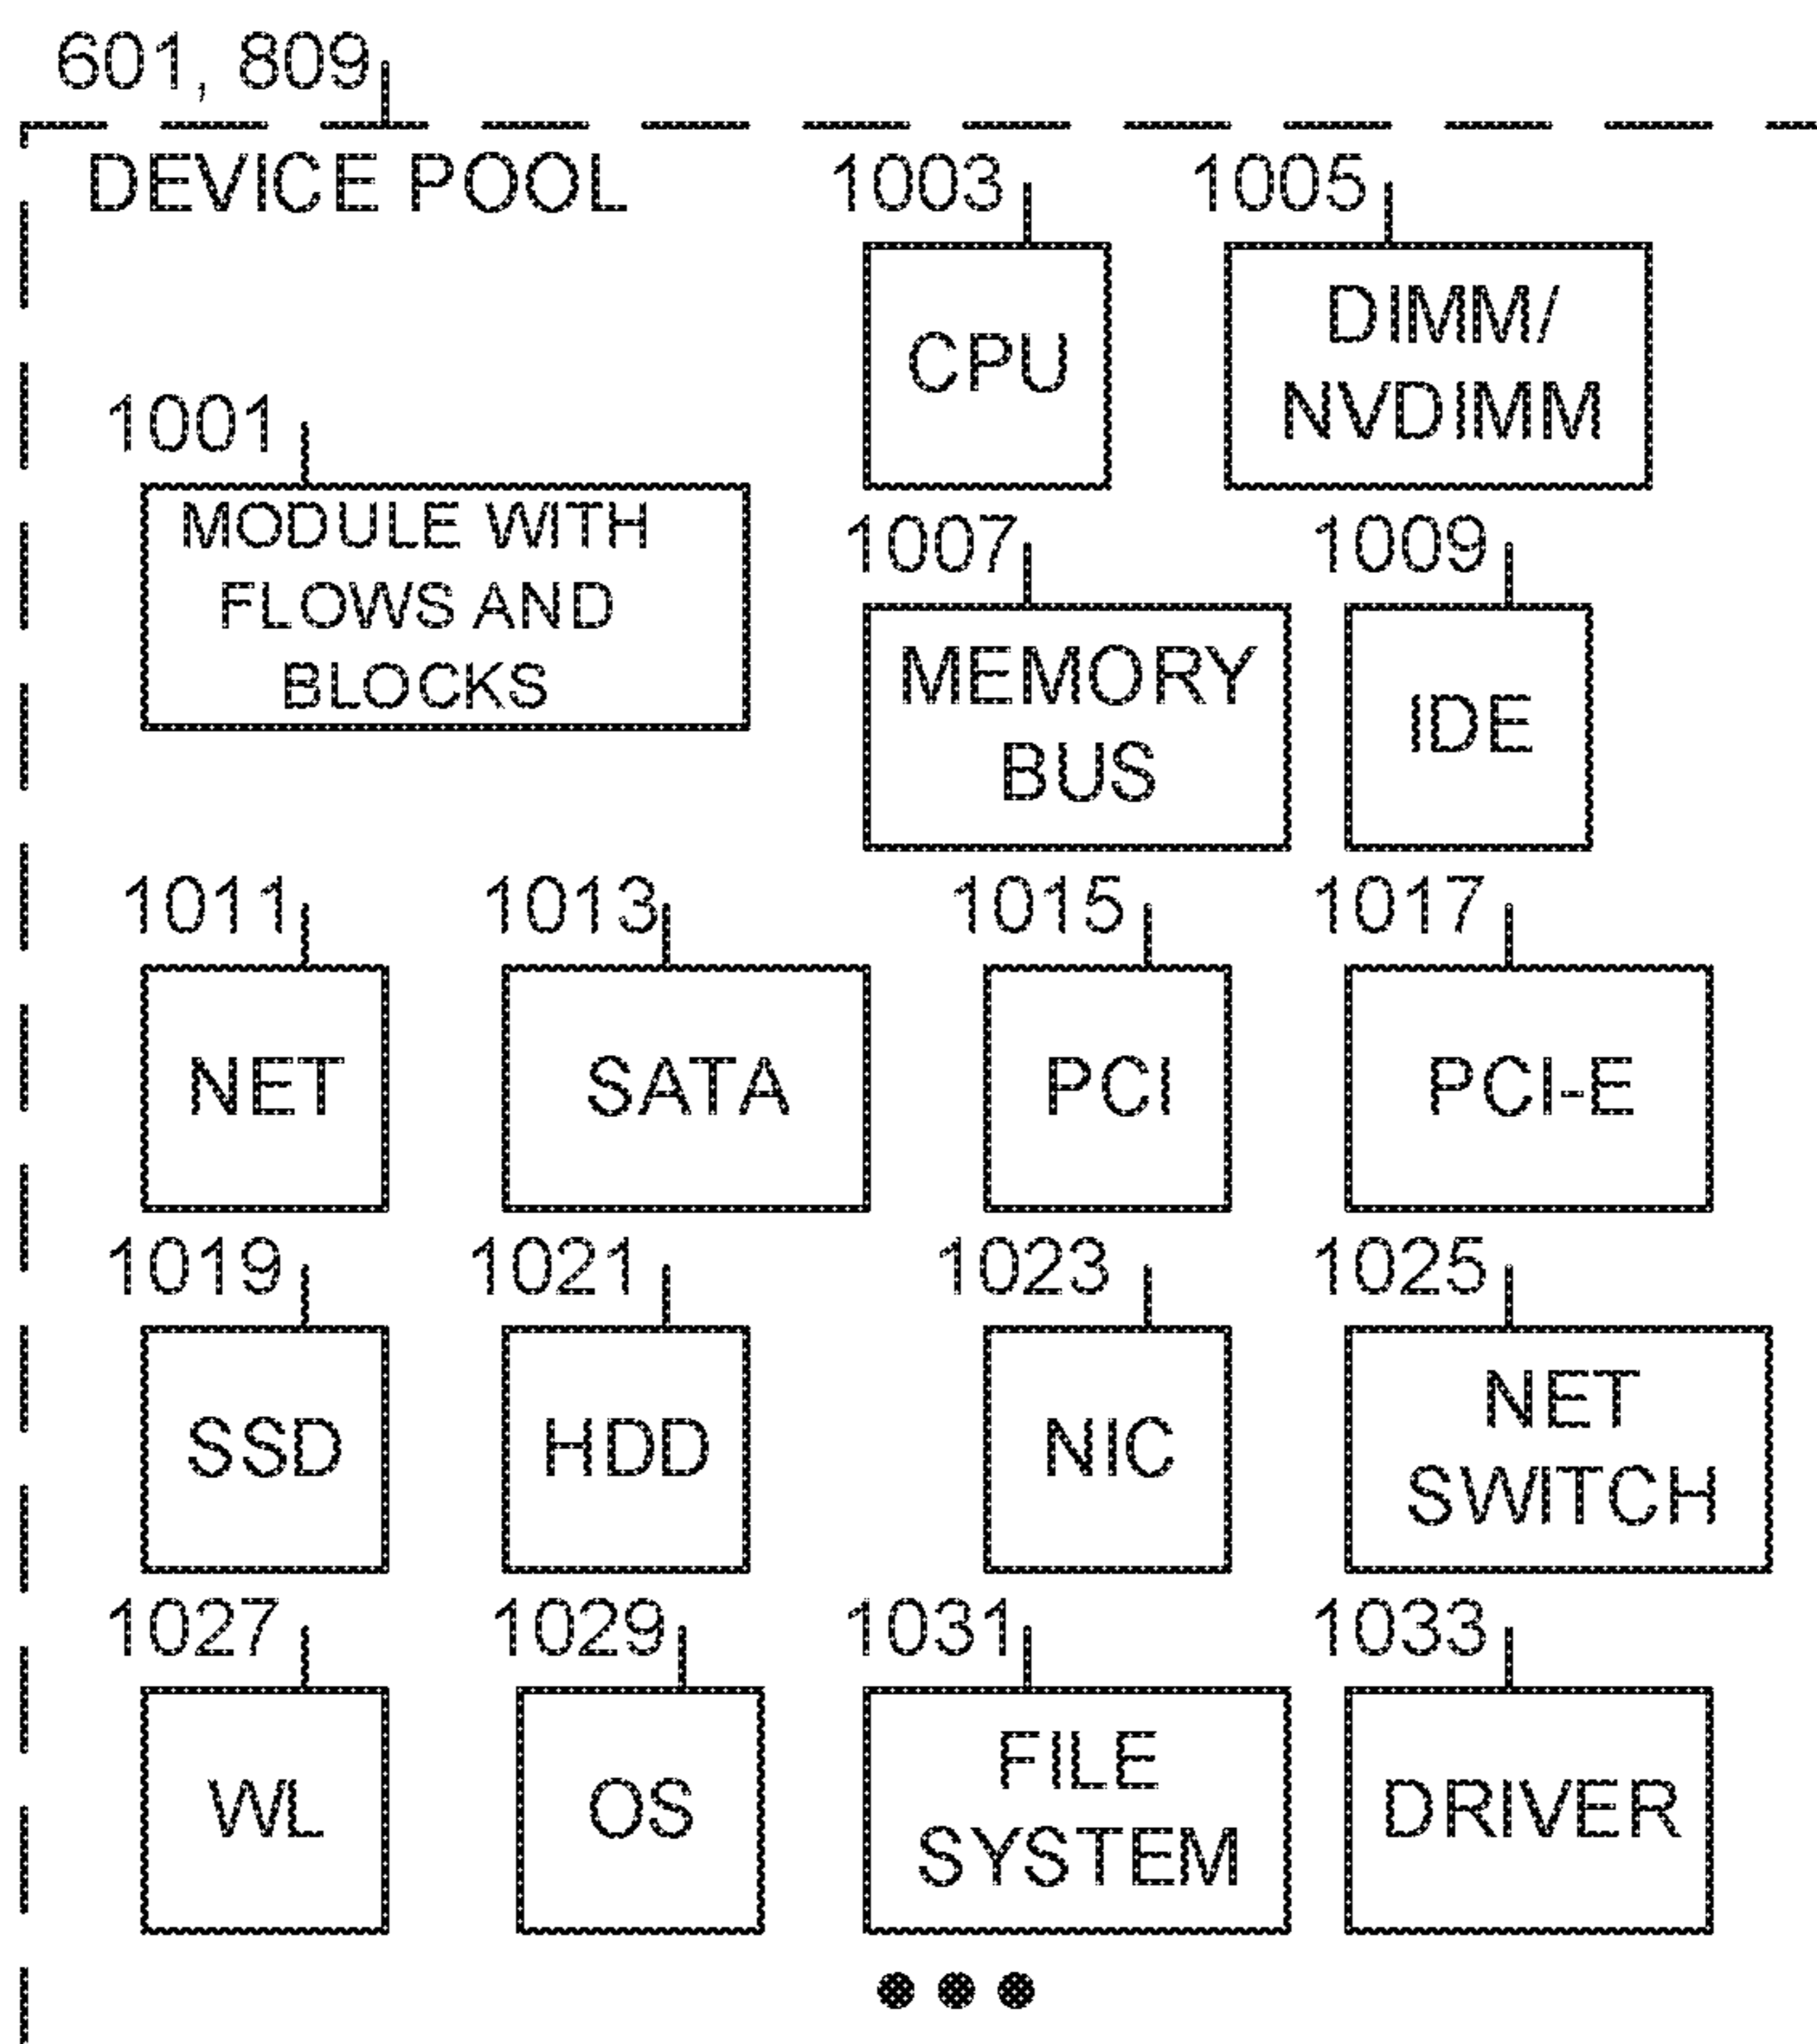 601, 809
DEVICE POOL
1003
1005
CPU
DIMM/
NVDIMM
1001
MODULE WITH
FLOWS AND
BLOCKS
1007
1009
MEMORY
BUS
IDE
1011
1013
1015
1017
NET
SATA
PCI
PCI-E
1019
1021
1023
1025
SSD
HDD
NIC
NET
SWITCH
1027
1029
1031
1033
WL
OS
FILE
SYSTEM
DRIVER